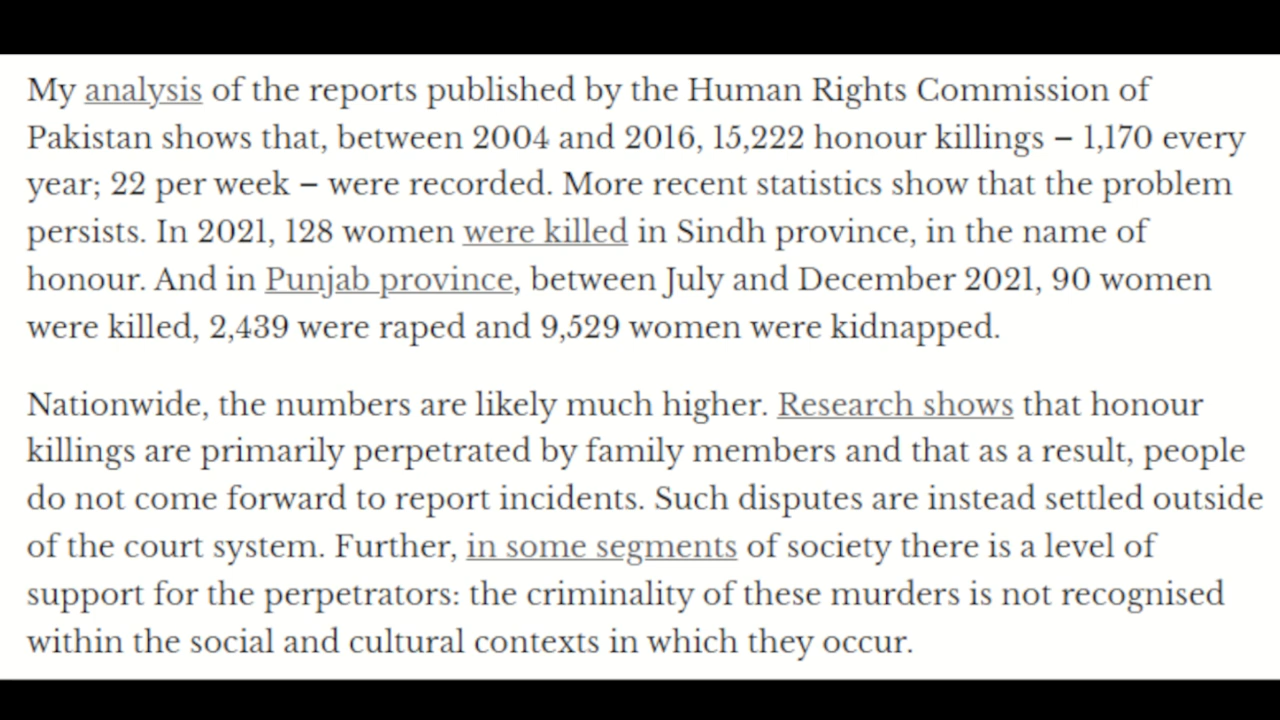 My analysis of the reports published by the Human Rights Commission of
Pakistan shows that, between 2004 and 2016, 15,222 honour killings – 1,170 every
year; 22 per week – were recorded. More recent statistics show that the problem
persists. In 2021, 128 women were killed in Sindh province, in the name of
honour. And in Punjab province, between July and December 2021, 90 women
were killed, 2,439 were raped and 9,529 women were kidnapped.
Nationwide, the numbers are likely much higher. Research shows that honour
killings are primarily perpetrated by family members and that as a result, people
do not come forward to report incidents. Such disputes are instead settled outside
of the court system. Further, in some segments of society there is a level of
support for the perpetrators: the criminality of these murders is not recognised
within the social and cultural contexts in which they occur.